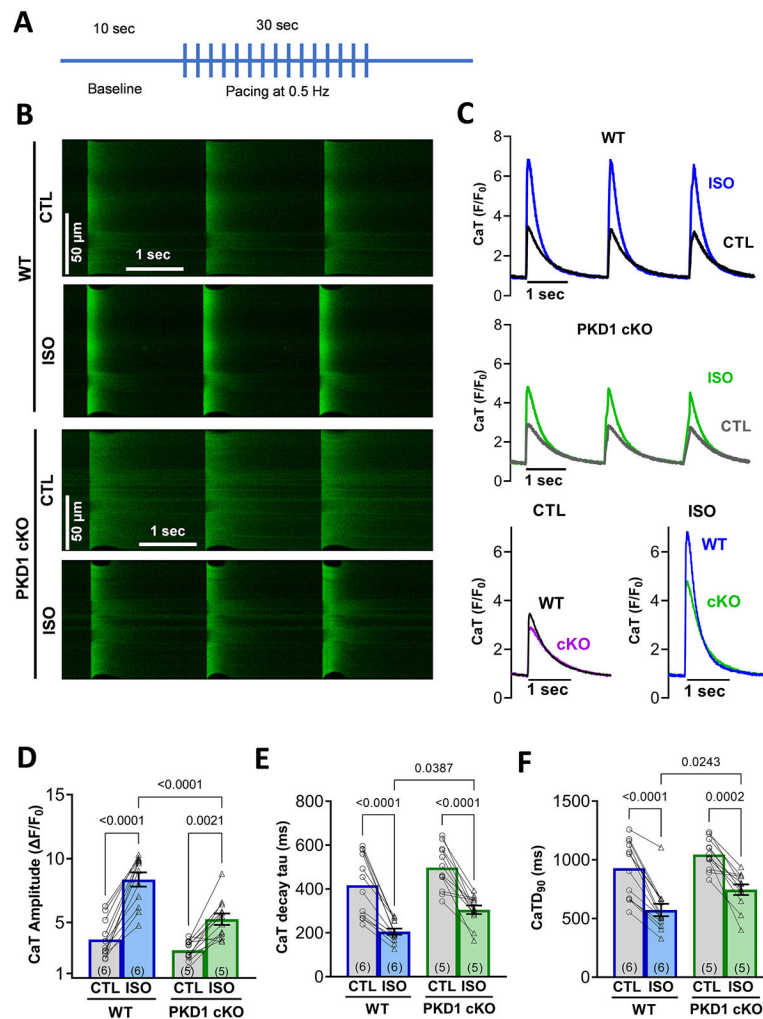 A
10 sec
30 sec
Baseline
Pacing at 0.5 Hz
B
WT
CTL
50 µm
1 sec
ISO
PKD1 cKO
CTL
50 µm
1 sec
ISO
C
WT
CaT (F/F0)
8
6
4
2
0
ISO
CTL
1 sec
PKD1 cKO
CaT (F/F0)
8
6
4
2
0
ISO
CTL
1 sec
CTL
CaT (F/F0)
6
4
2
0
WT
cKO
1 sec
ISO
CaT (F/F0)
6
4
2
0
WT
cKO
1 sec
D
CaT Amplitude (ΔF/F0)
15
10
5
1
<0.0001
<0.0001
0.0021
(6) (6) (5) (5)
CTL ISO CTL ISO
WT PKD1 cKO
E
CaT decay tau (ms)
800
600
400
200
0
0.0387
<0.0001 <0.0001
(6) (6) (5) (5)
CTL ISO CTL ISO
WT PKD1 cKO
F
CaTD90 (ms)
1500
1000
500
0
0.0243
<0.0001 0.0002
(6) (6) (5) (5)
CTL ISO CTL ISO
WT PKD1 cKO